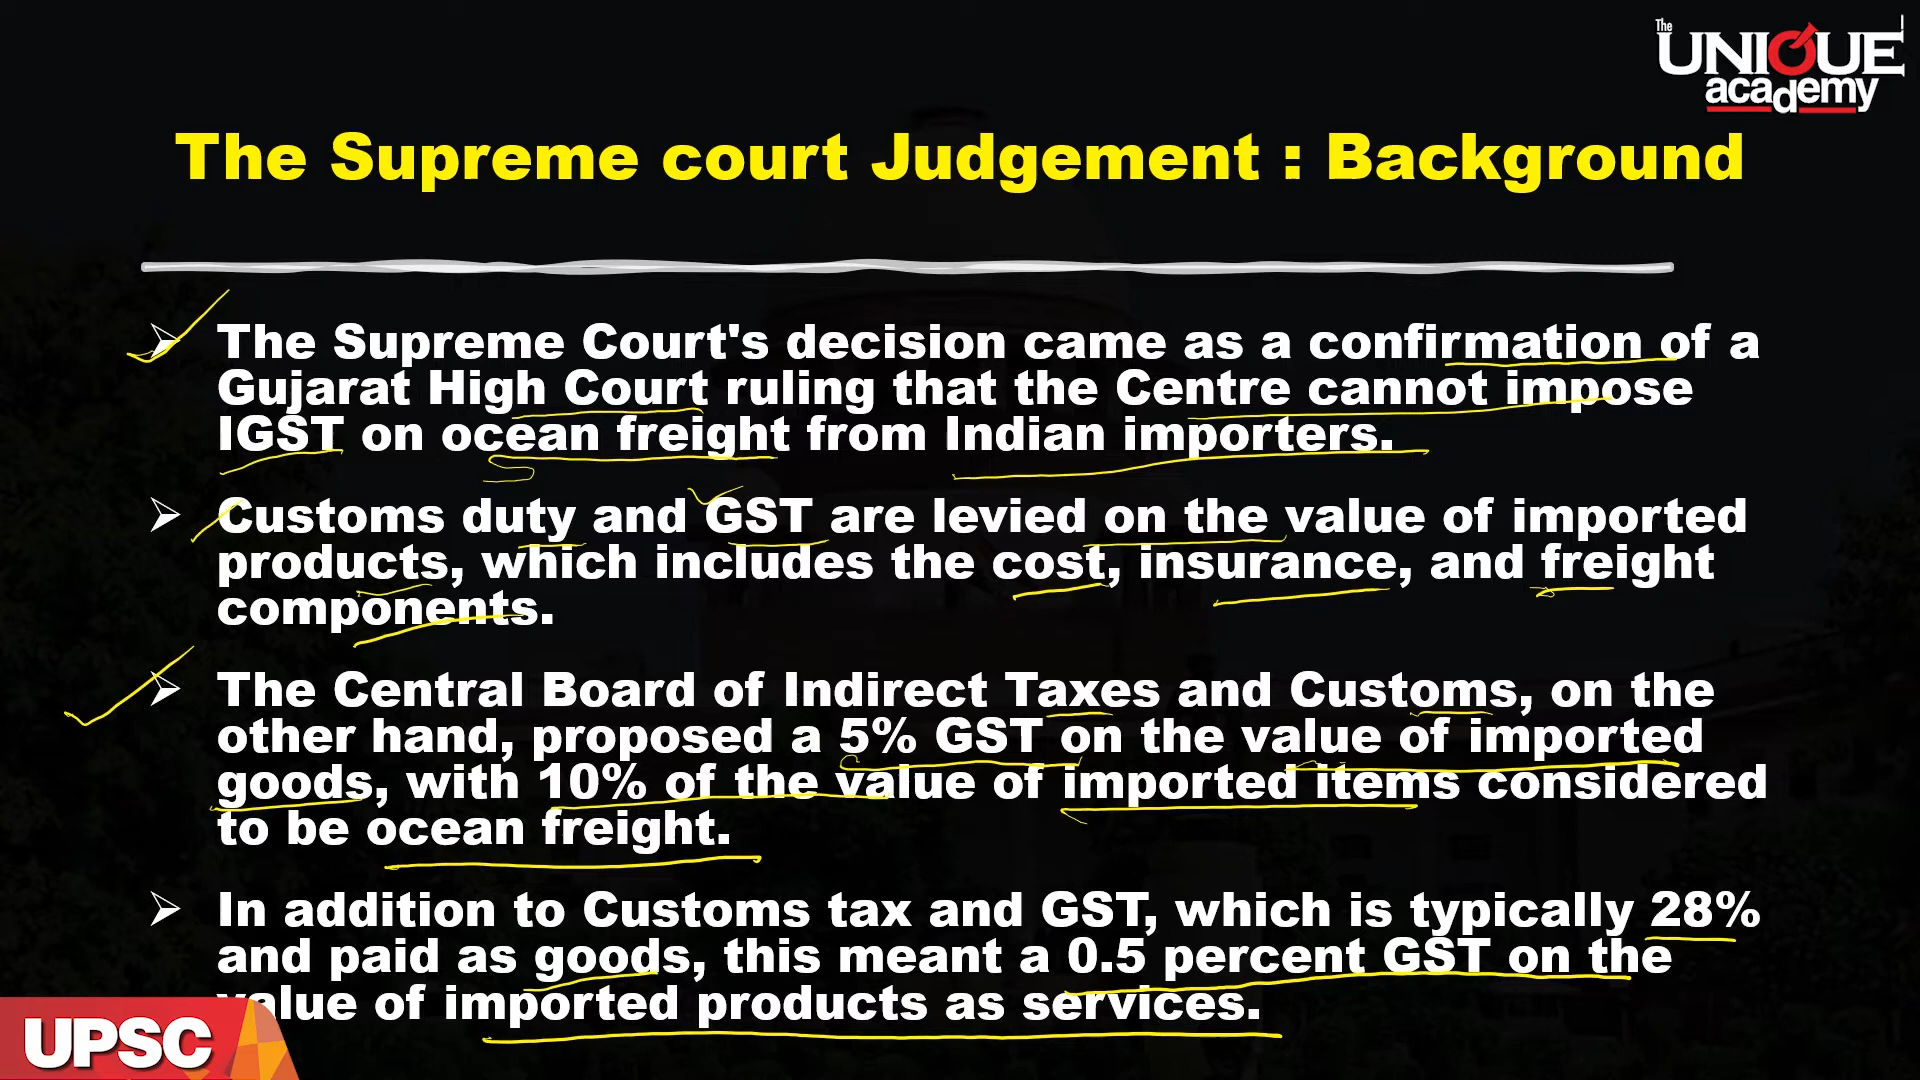 The
UNIQUE
academy
The Supreme court Judgement : Background
The Supreme Court's decision came as a confirmation of a
Gujarat High Court ruling that the Centre cannot impose
IGST on ocean freight from Indian importers.
Customs duty and GST are levied on the value of imported
products, which includes the cost, insurance, and freight
components.
The Central Board of Indirect Taxes and Customs, on the
other hand, proposed a 5% GST on the value of imported
goods, with 10% of the value of imported items considered
to be ocean freight.
In addition to Customs tax and GST, which is typically 28%
and paid as goods, this meant a 0.5 percent GST on the
value of imported products as services.
UPSC